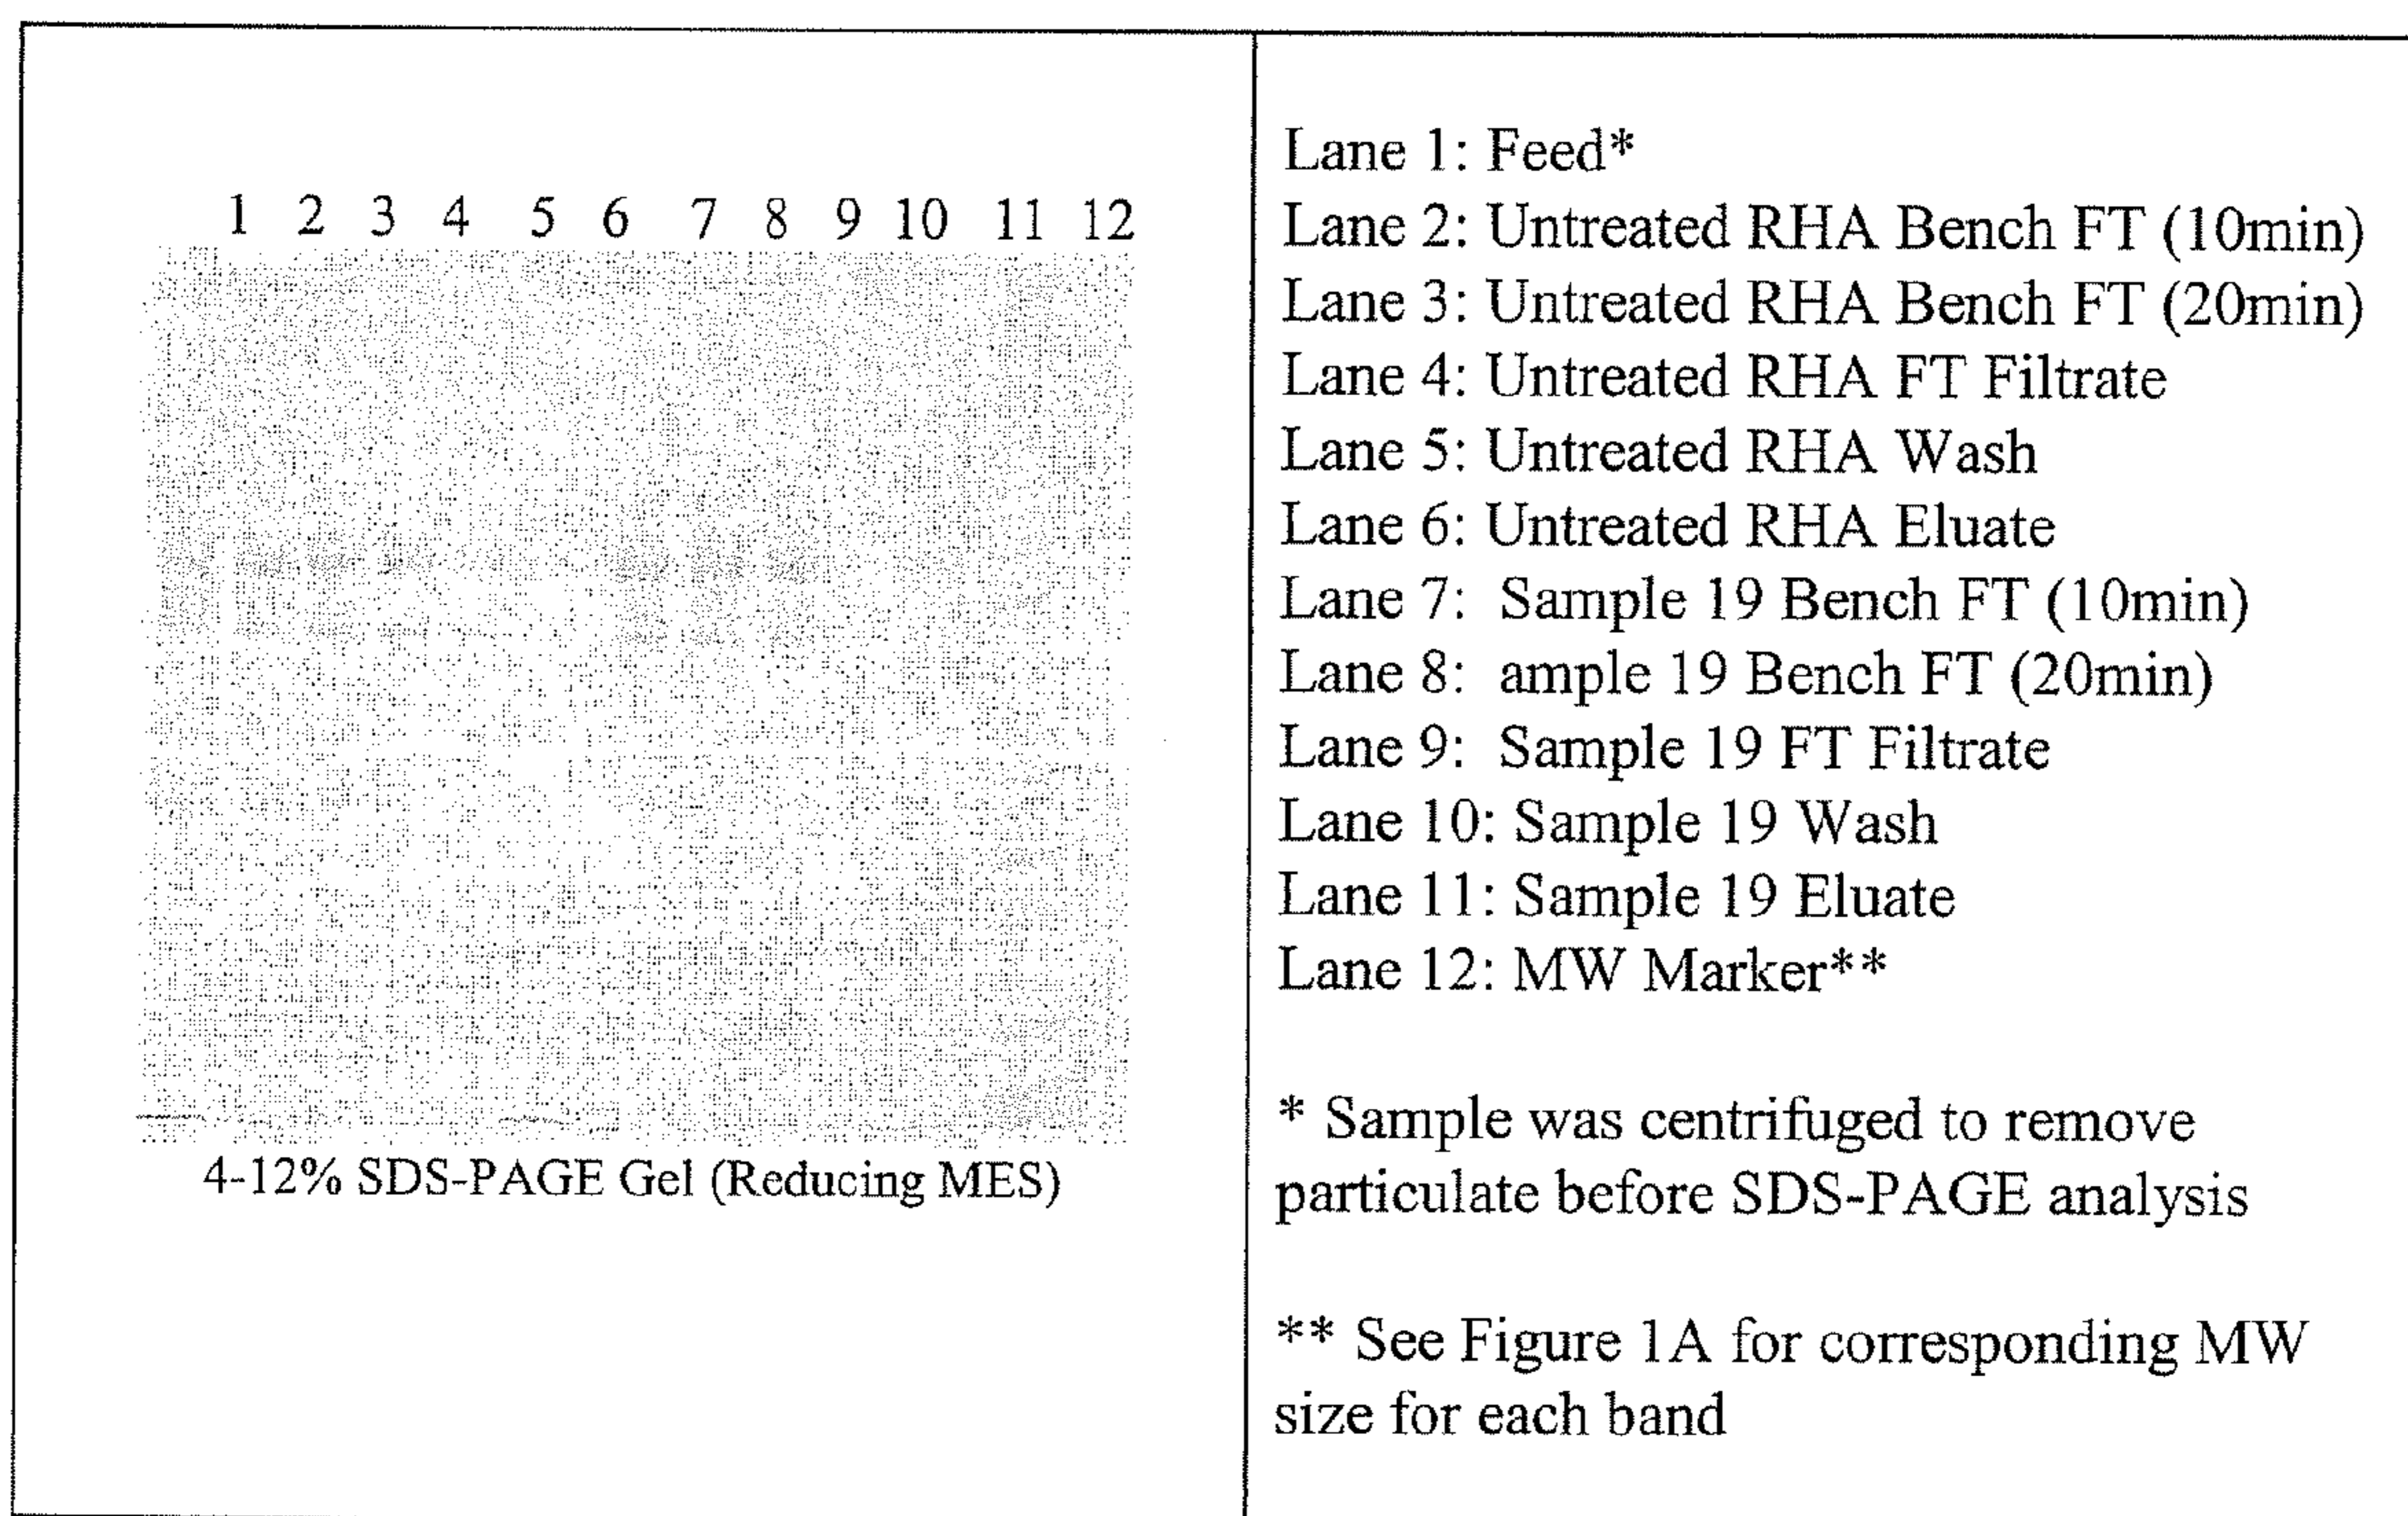 1 2 3 4 5 6 7 8 9 10 11 12
4-12% SDS-PAGE Gel (Reducing MES)
Lane 1: Feed*
Lane 2: Untreated RHA Bench FT (10min)
Lane 3: Untreated RHA Bench FT (20min)
Lane 4: Untreated RHA FT Filtrate
Lane 5: Untreated RHA Wash
Lane 6: Untreated RHA Eluate
Lane 7: Sample 19 Bench FT (10min)
Lane 8: ample 19 Bench FT (20min)
Lane 9: Sample 19 FT Filtrate
Lane 10: Sample 19 Wash
Lane 11: Sample 19 Eluate
Lane 12: MW Marker**
* Sample was centrifuged to remove
particulate before SDS-PAGE analysis
** See Figure 1A for corresponding MW
size for each band